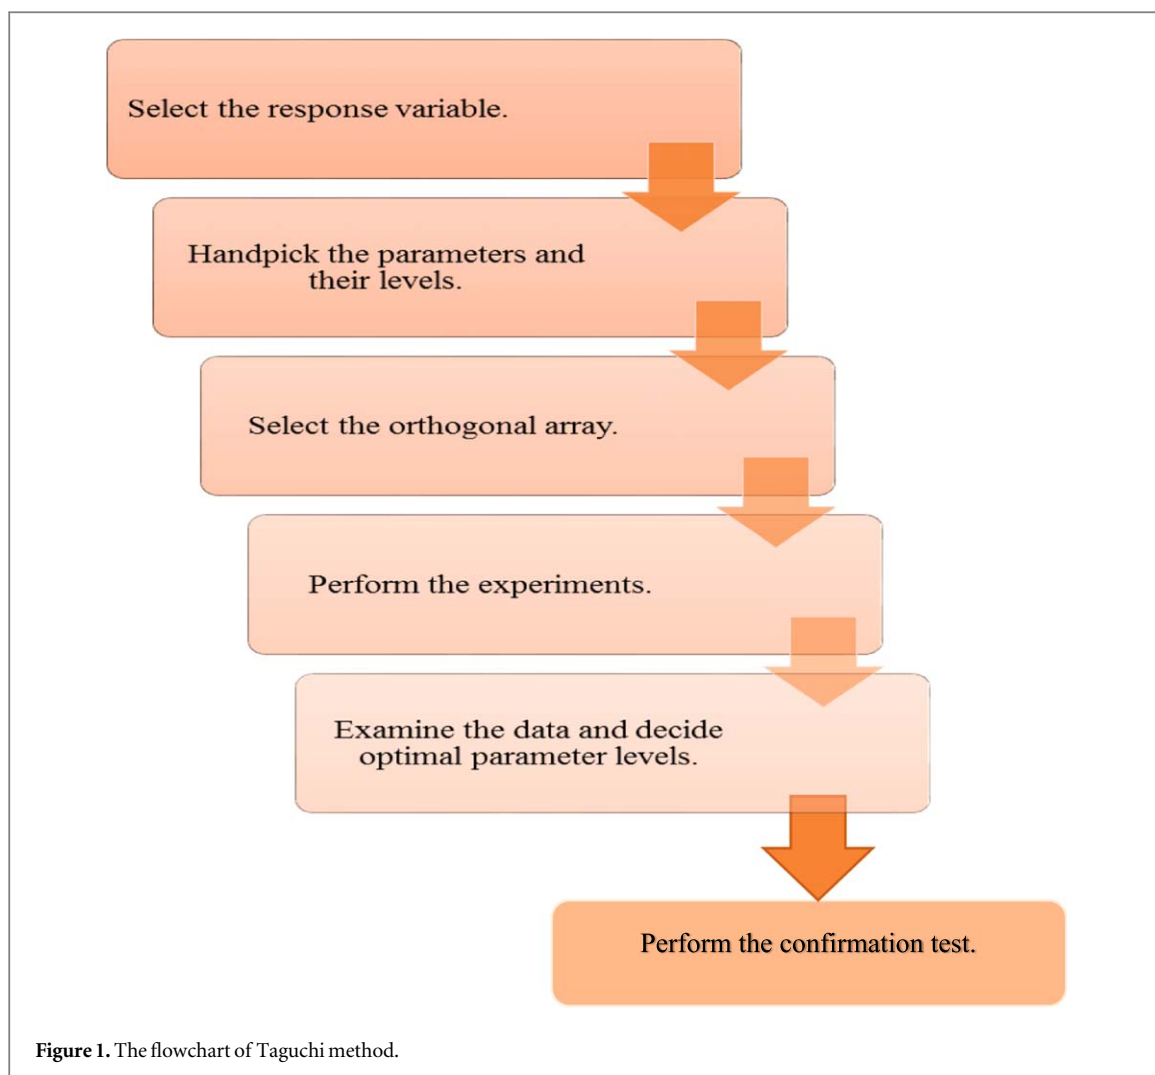 Select the response variable.
Handpick the parameters and
their levels.
Select the orthogonal array.
Perform the experiments.
Examine the data and decide
optimal parameter levels.
Perform the confirmation test.
Figure 1. The flowchart of Taguchi method.